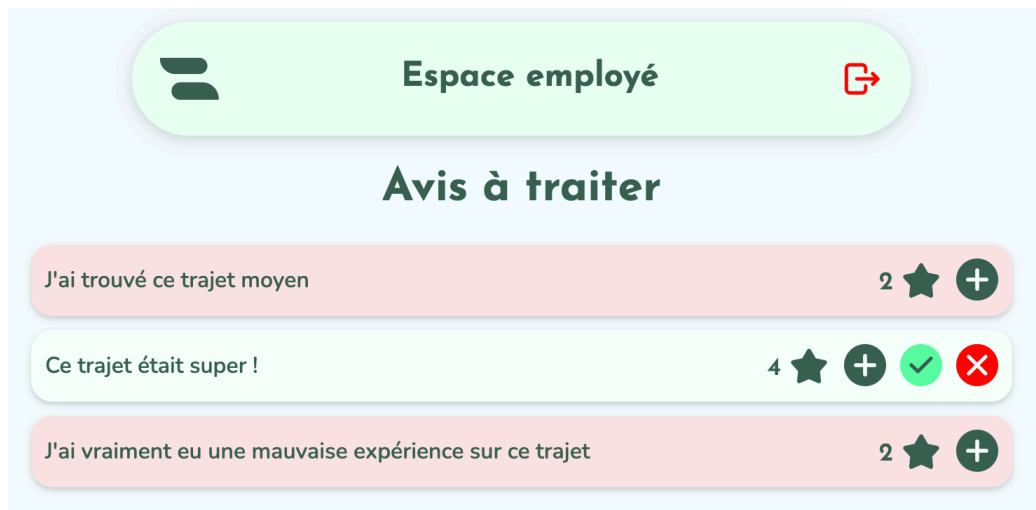 Espace employé
Avis à traiter
J'ai trouvé ce trajet moyen 2
Ce trajet était super ! 4
J'ai vraiment eu une mauvaise expérience sur ce trajet 2